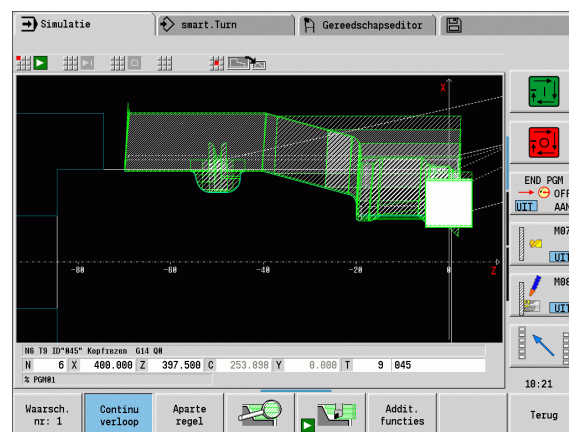 Simulatie
smart.Turn
Gereedschapseditor
X
END PGM
OFF
UIT AAN
M07
UIT
M08
UIT
-80 -60 -40 -20 0 Z
N6 T9 ID"045" Kopfrezen G14 Q0
N 6 X 400.000 Z 397.500 C 253.890 Y 0.000 T 9 045
% PGM01
10:21
Waarsch. nr: 1
Continu verloop
Aparte regel
Addit. functies
Terug